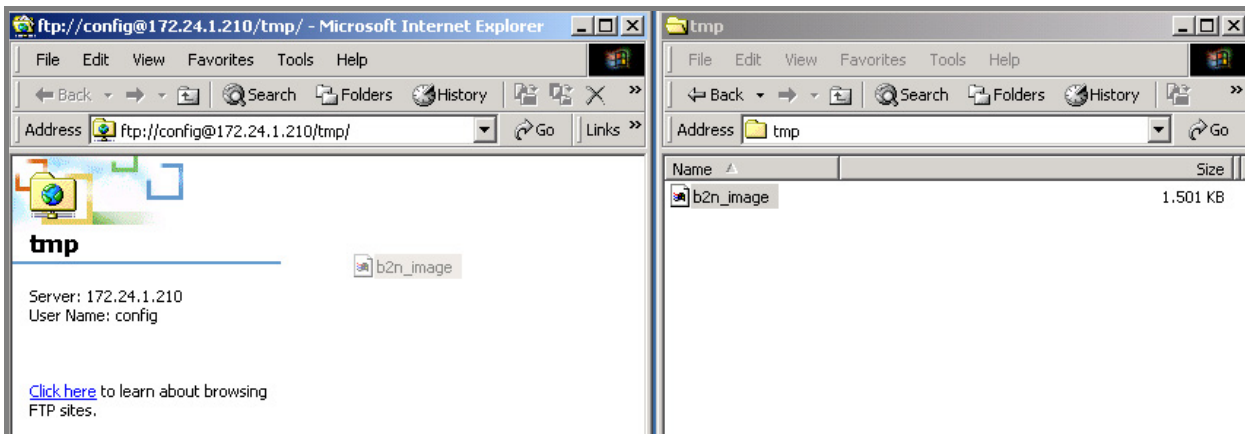 ftp://config@172.24.1.210/tmp/ - Microsoft Internet Explorer
File Edit View Favorites Tools Help
Back Search Folders History »
Address ftp://config@172.24.1.210/tmp/ Go Links »
tmp
b2n_image
Server: 172.24.1.210
User Name: config
Click here to learn about browsing
FTP sites.
tmp
File Edit View Favorites Tools Help
Back Search Folders History »
Address tmp Go
Name Size
b2n_image 1.501 KB